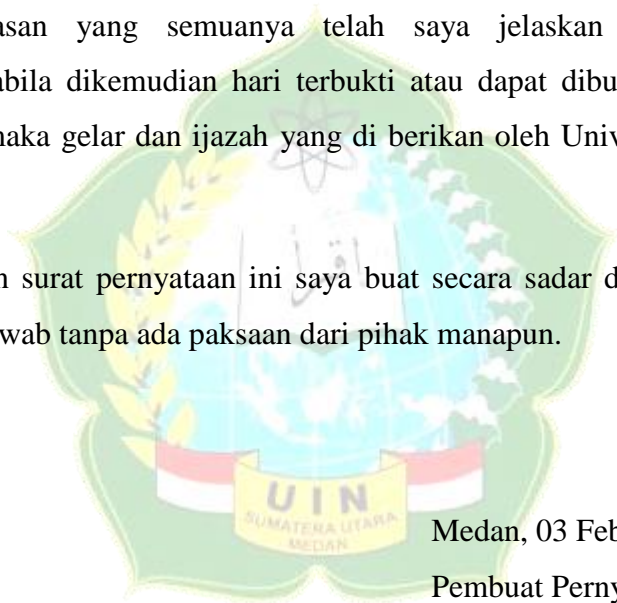 asan yang semuanya telah saya jelaskan
abila dikemudian hari terbukti atau dapat dibu
naka gelar dan ijazah yang di berikan oleh Univ
n surat pernyataan ini saya buat secara sadar d
wab tanpa ada paksaan dari pihak manapun.
اقرأ
UIN
SUMATERA UTARA
MEDAN
Medan, 03 Feb
Pembuat Perny